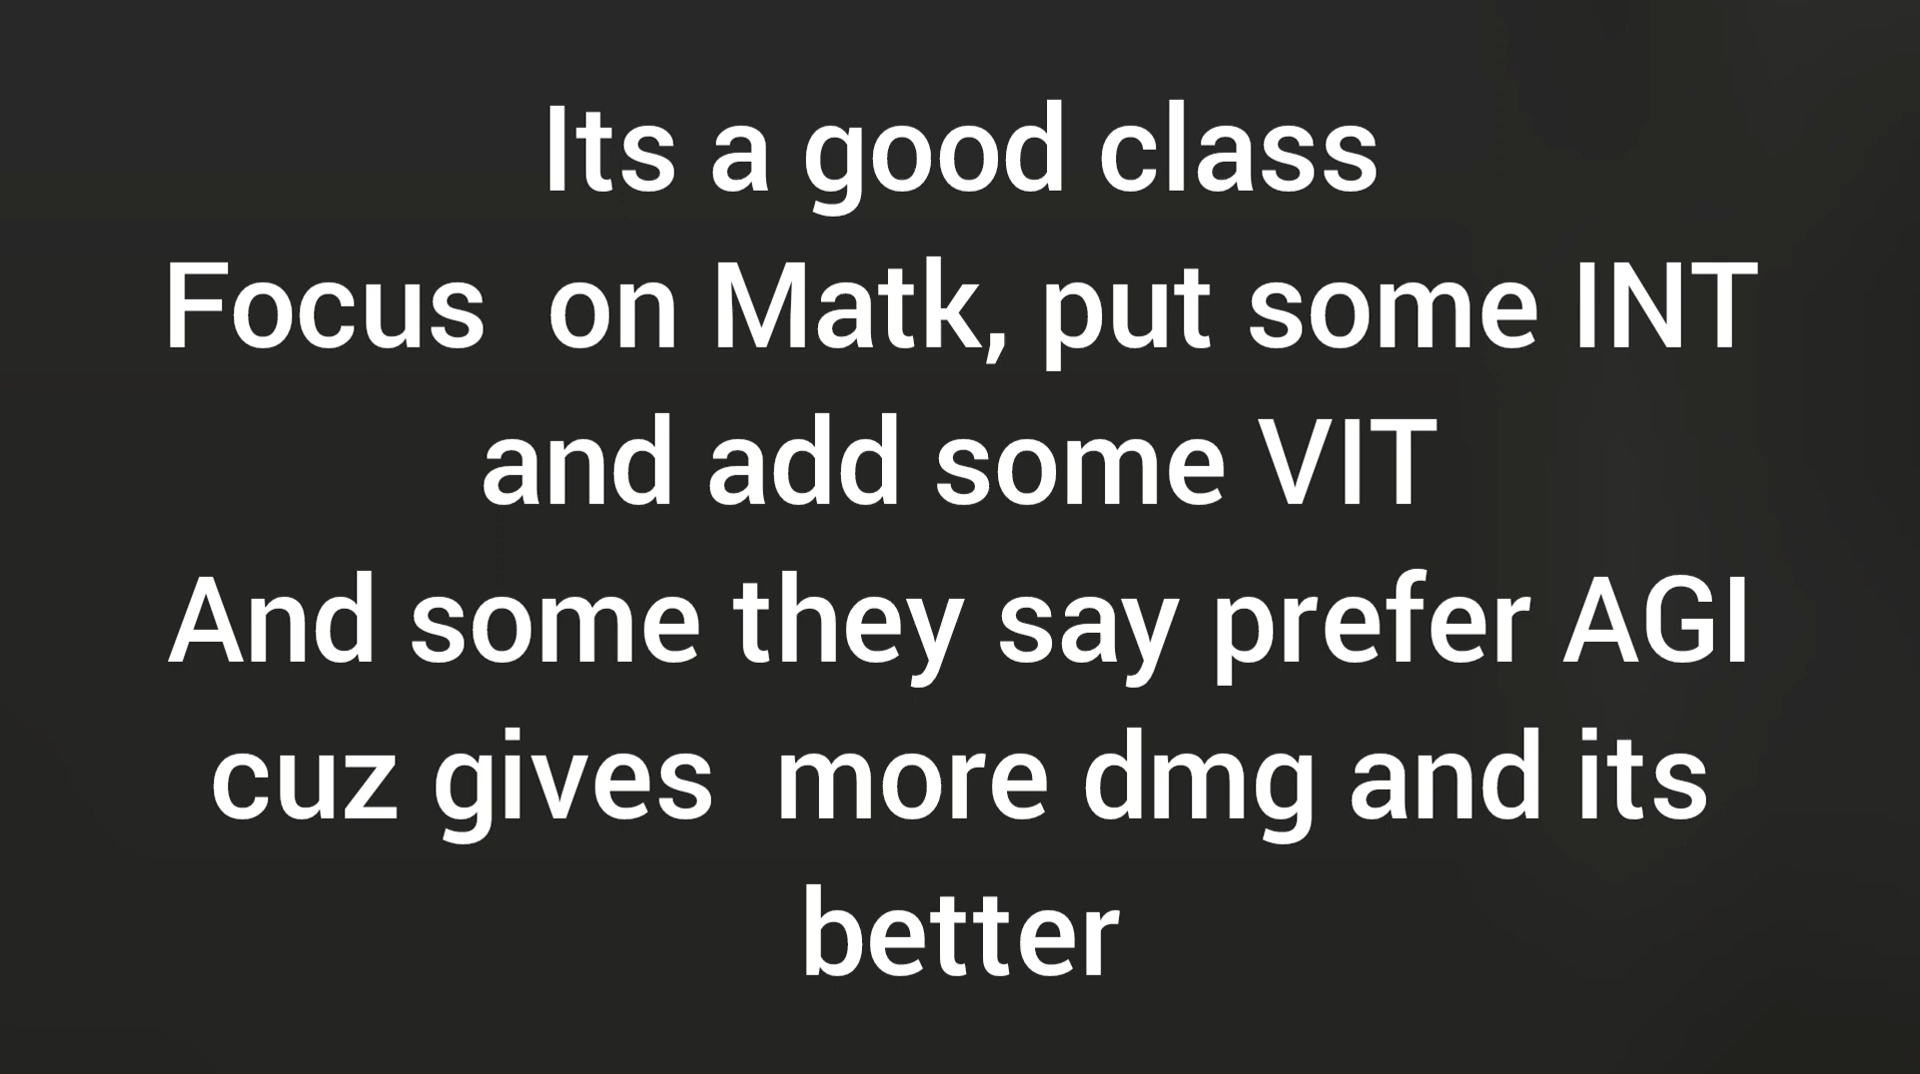 Its a good class
Focus  on Matk, put some INT
and add some VIT
And some they say prefer AGI
cuz gives  more dmg and its
better